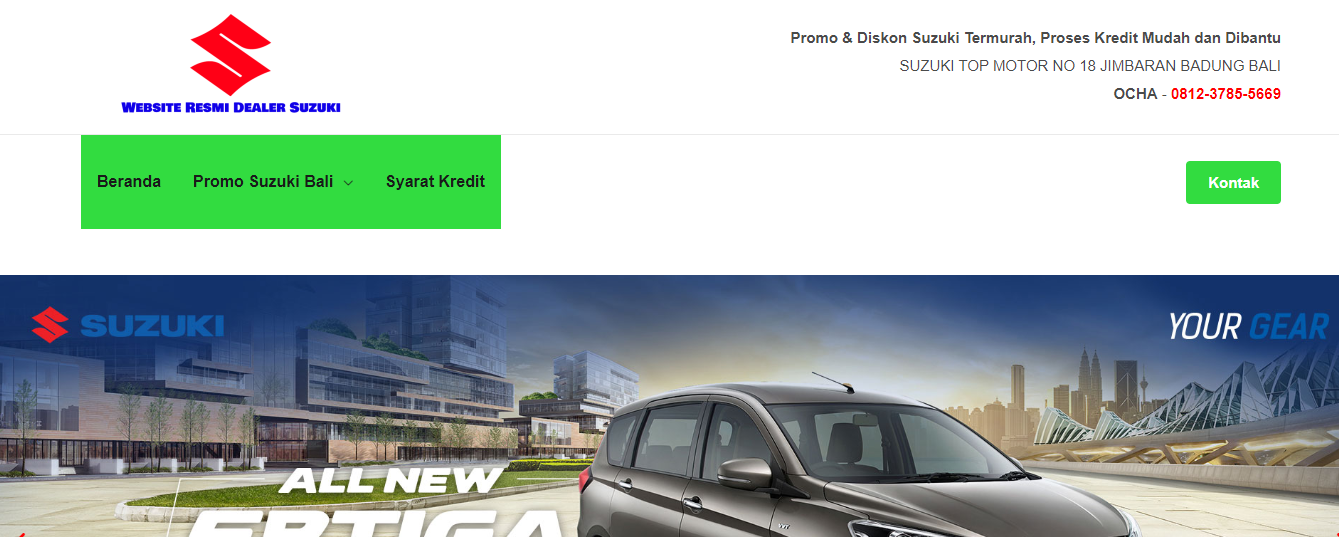 WEBSITE RESMI DEALER SUZUKI
Promo & Diskon Suzuki Termurah, Proses Kredit Mudah dan Dibantu
SUZUKI TOP MOTOR NO 18 JIMBARAN BADUNG BALI
OCHA - 0812-3785-5669
Beranda
Promo Suzuki Bali
Syarat Kredit
Kontak
SUZUKI
YOUR GEAR
ALL NEW
ERTIGA